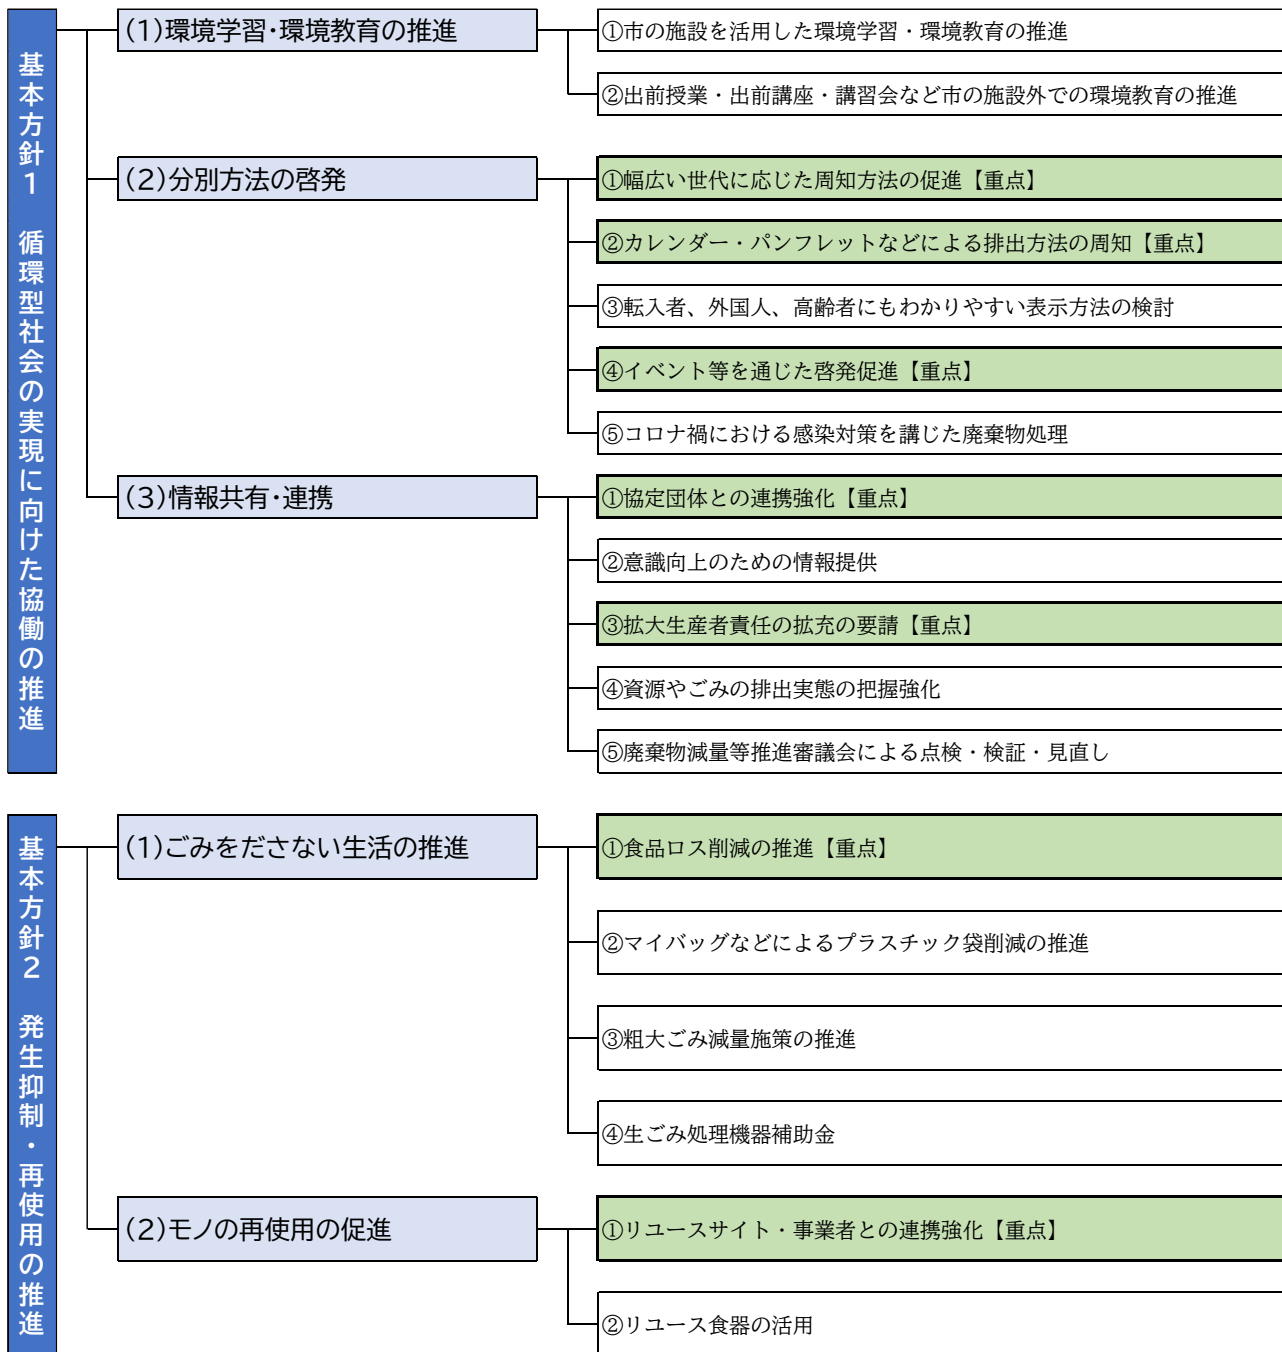 基本方針1　循環型社会の実現に向けた協働の推進
(1)環境学習・環境教育の推進
①市の施設を活用した環境学習・環境教育の推進
②出前授業・出前講座・講習会など市の施設外での環境教育の推進
(2)分別方法の啓発
①幅広い世代に応じた周知方法の促進【重点】
②カレンダー・パンフレットなどによる排出方法の周知【重点】
③転入者、外国人、高齢者にもわかりやすい表示方法の検討
④イベント等を通じた啓発促進【重点】
⑤コロナ禍における感染対策を講じた廃棄物処理
(3)情報共有・連携
①協定団体との連携強化【重点】
②意識向上のための情報提供
③拡大生産者責任の拡充の要請【重点】
④資源やごみの排出実態の把握強化
⑤廃棄物減量等推進審議会による点検・検証・見直し
基本方針2　発生抑制・再使用の推進
(1)ごみをださない生活の推進
①食品ロス削減の推進【重点】
②マイバッグなどによるプラスチック袋削減の推進
③粗大ごみ減量施策の推進
④生ごみ処理機器補助金
(2)モノの再使用の促進
①リユースサイト・事業者との連携強化【重点】
②リユース食器の活用